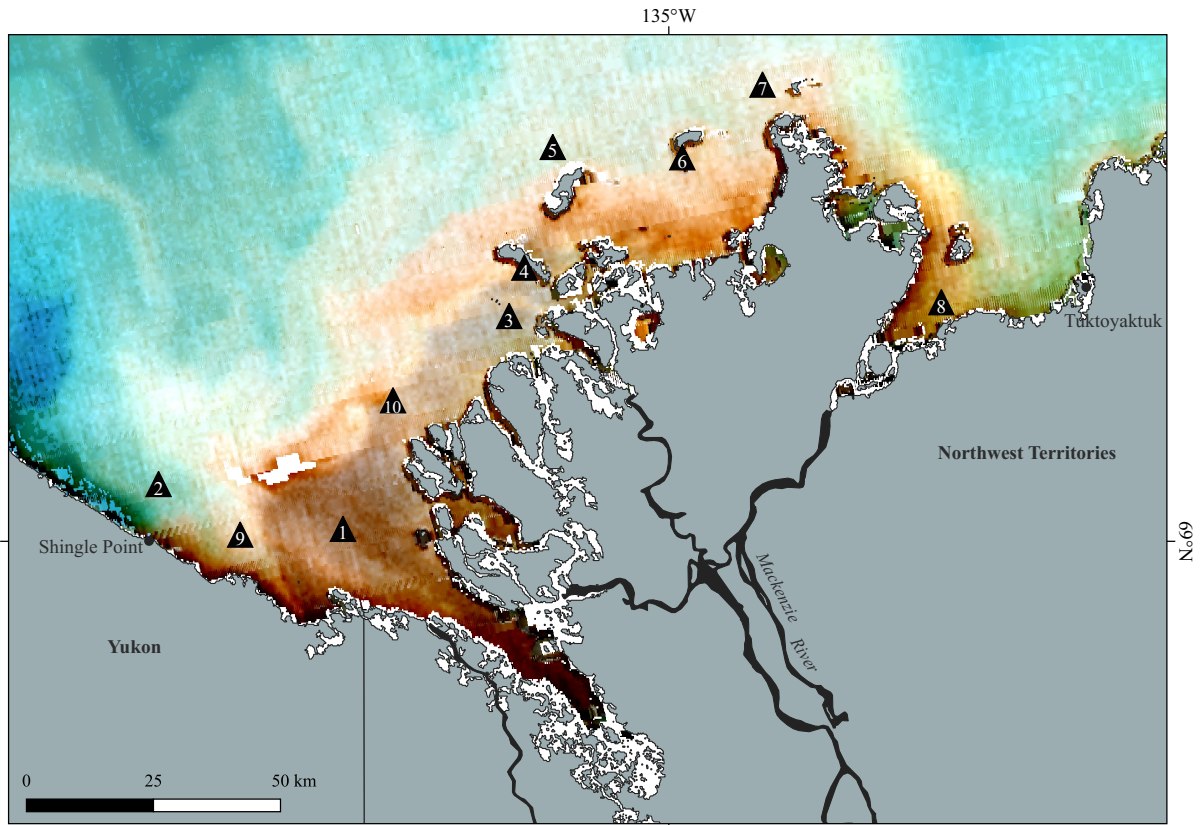 135°W
7
5
6
4
3
8
Tuktoyaktuk
10
Northwest Territories
2
9
1
Shingle Point
69°N
Mackenzie River
Yukon
0 25 50 km